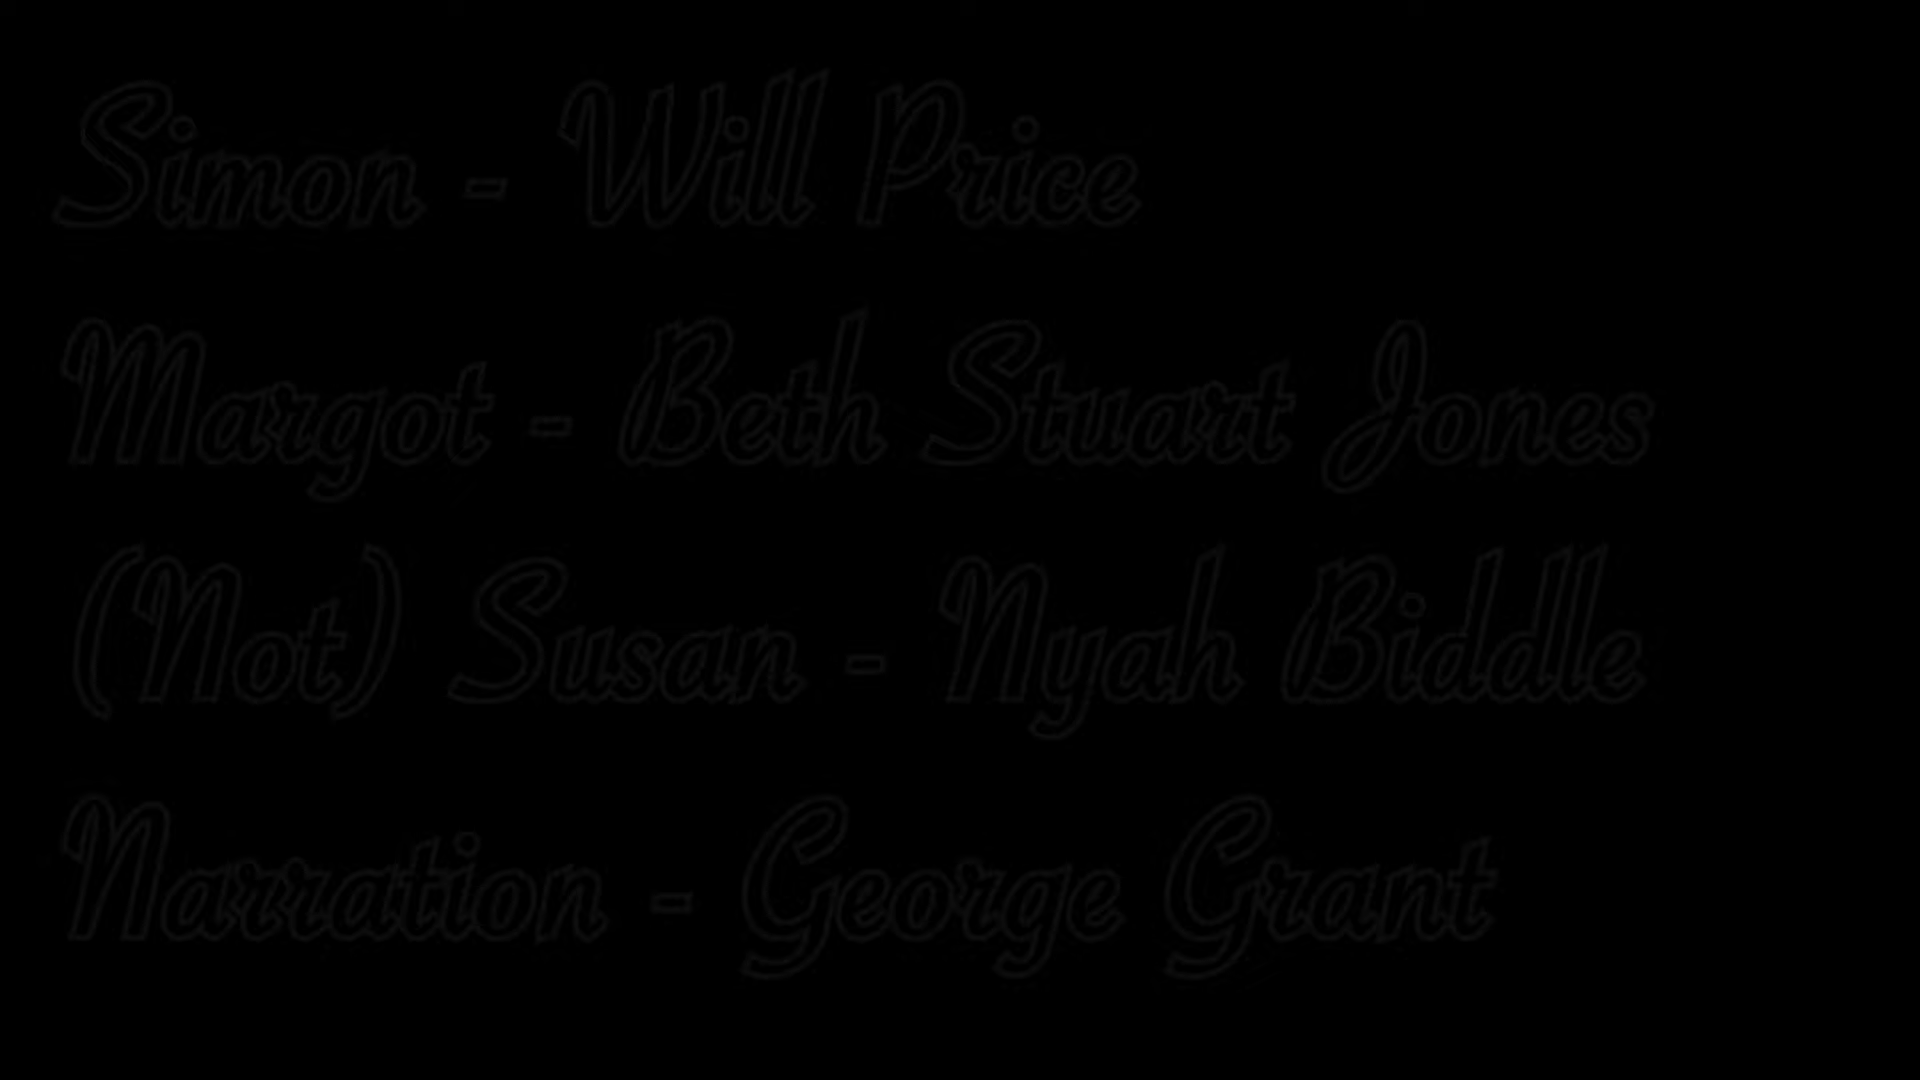 Simon - Will Price
Margot - Beth Stuart Jones
(Not) Susan - Nyah Biddle
Narration - George Grant